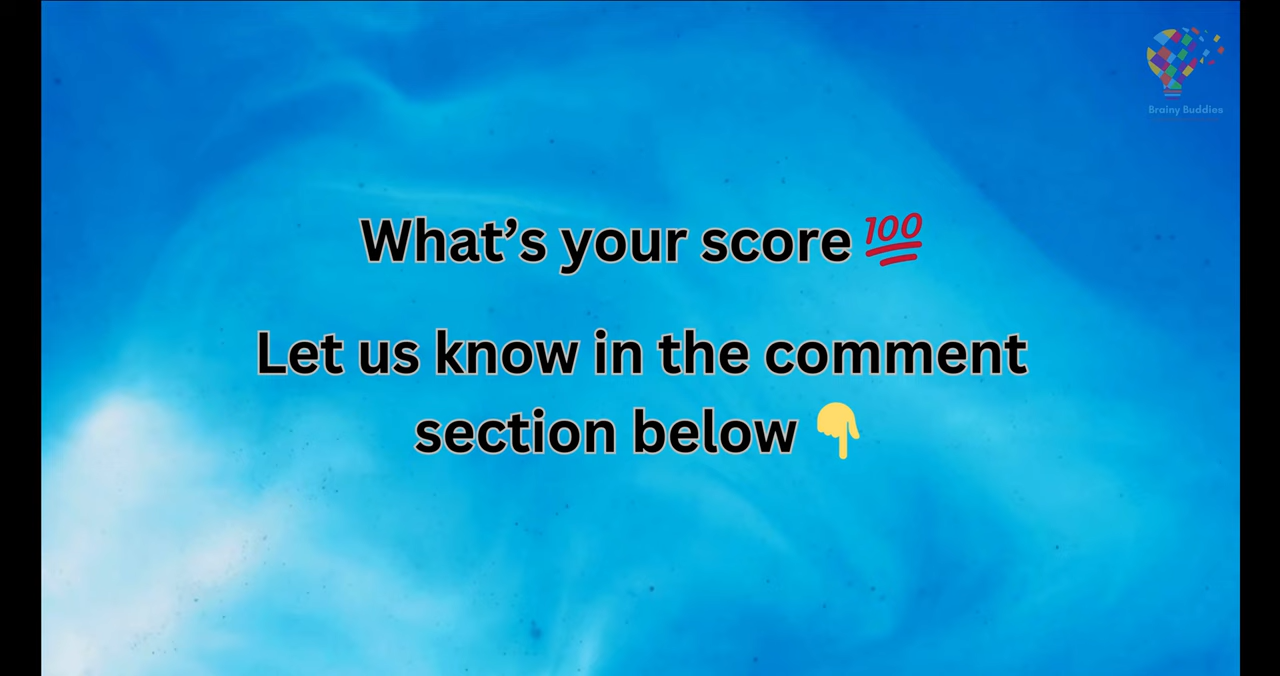 Brainy Buddies
What’s your score 💯
Let us know in the comment
section below 👇